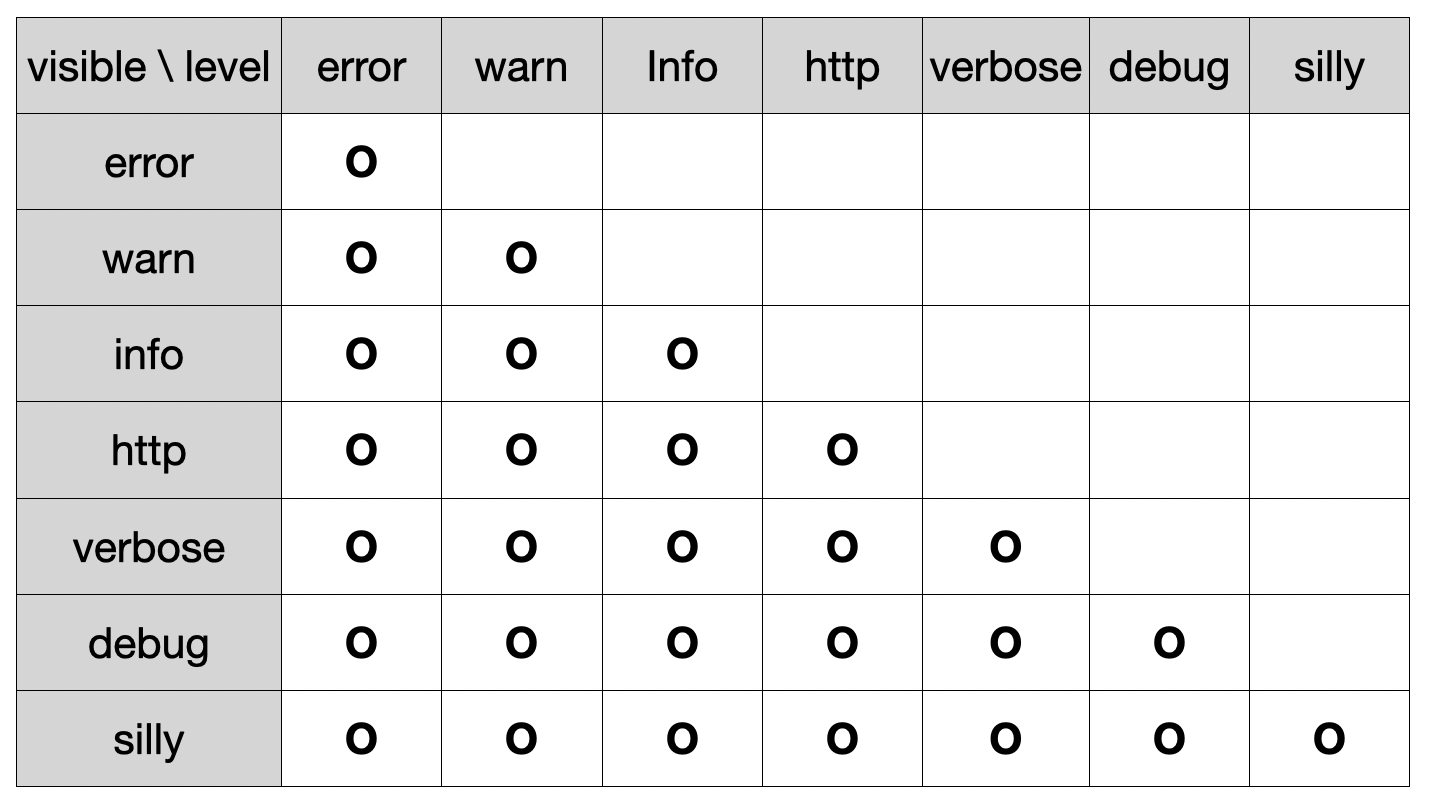 visible \ level error warn Info http verbose debug silly
error O
warn O O
info O O O
http O O O O
verbose O O O O O
debug O O O O O O
silly O O O O O O O